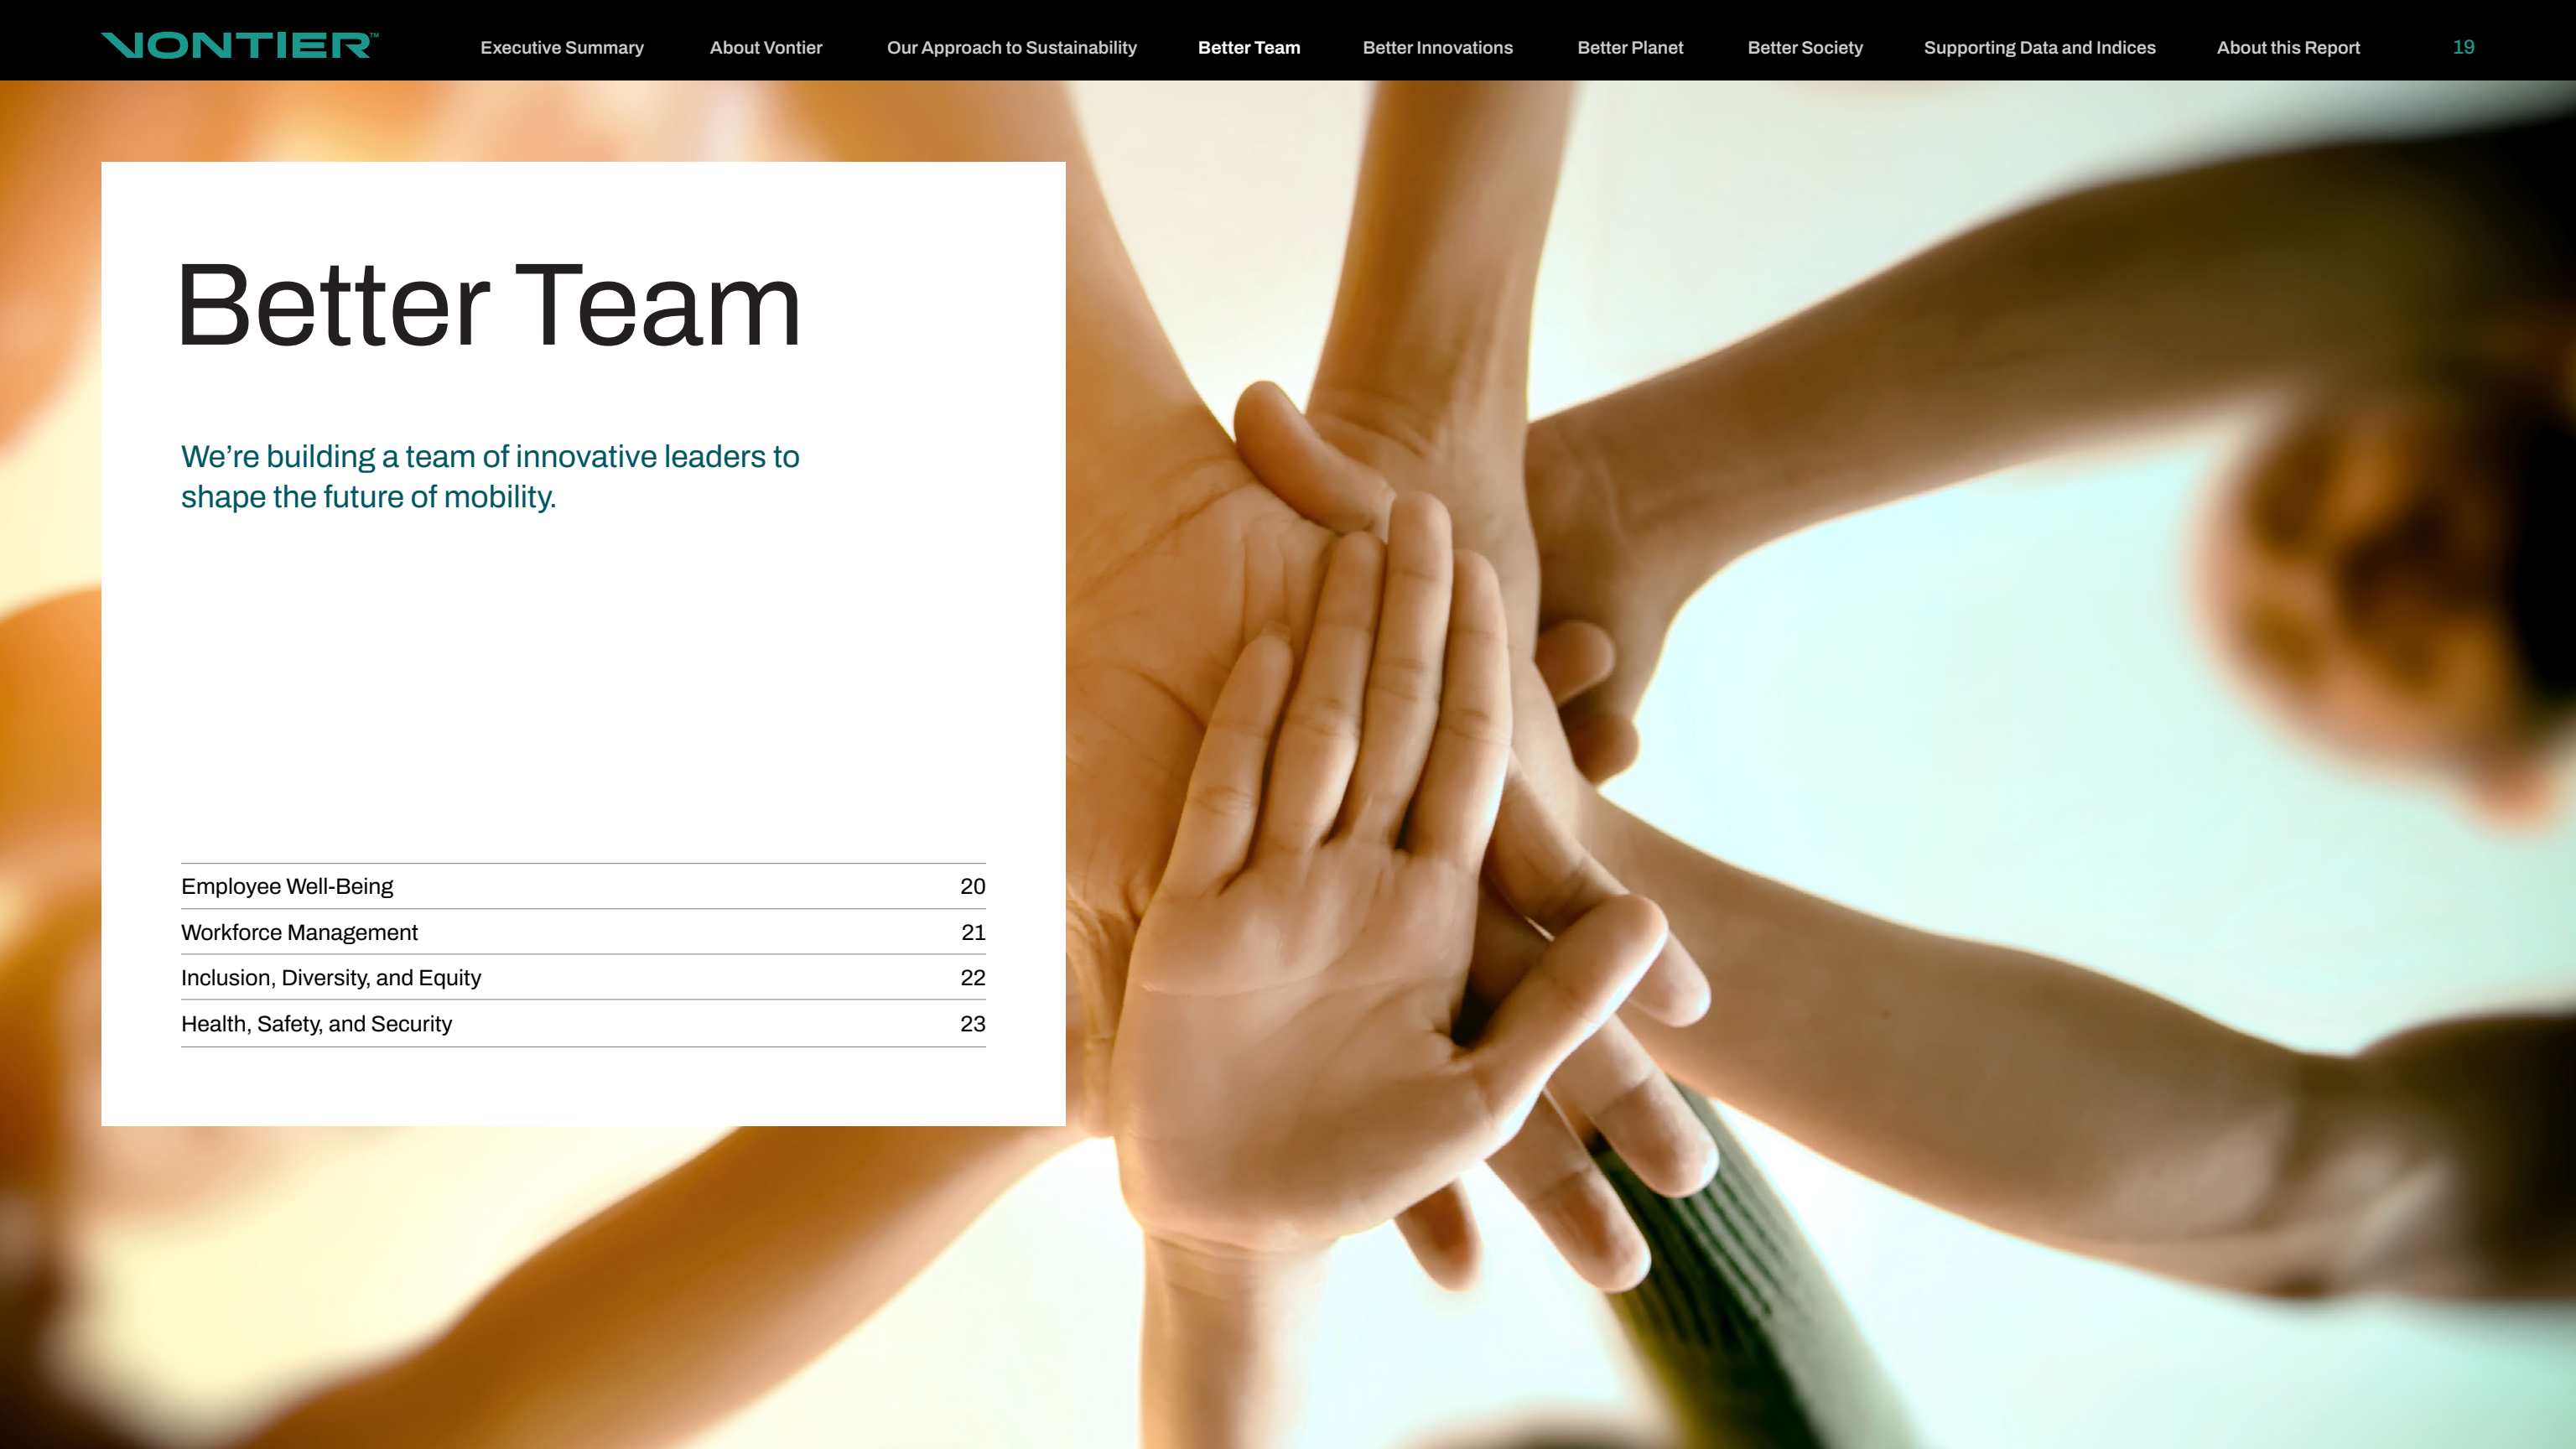 VONTIER™ Executive Summary About Vontier Our Approach to Sustainability Better Team Better Innovations Better Planet Better Society Supporting Data and Indices About this Report 19
Better Team
We’re building a team of innovative leaders to
shape the future of mobility.
Employee Well-Being 20
Workforce Management 21
Inclusion, Diversity, and Equity 22
Health, Safety, and Security 23